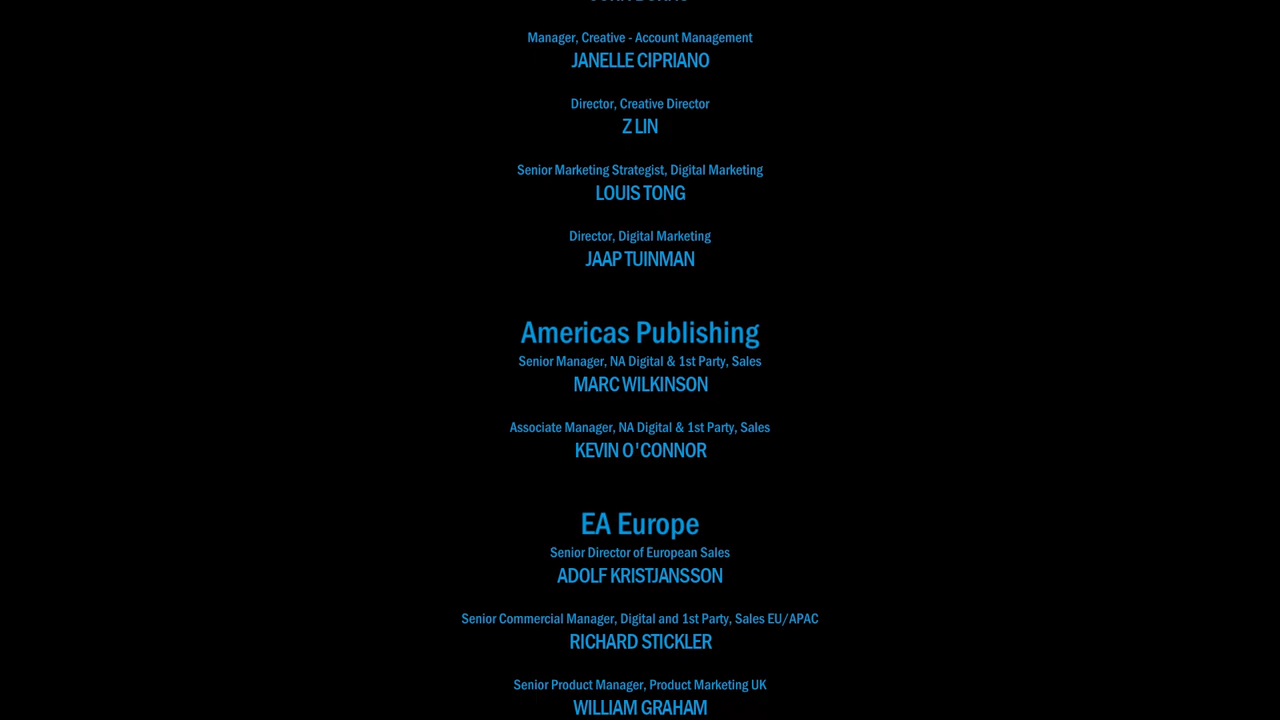 Manager, Creative - Account Management
JANELLE CIPRIANO
Director, Creative Director
Z LIN
Senior Marketing Strategist, Digital Marketing
LOUIS TONG
Director, Digital Marketing
JAAP TUINMAN
Americas Publishing
Senior Manager, NA Digital & 1st Party, Sales
MARC WILKINSON
Associate Manager, NA Digital & 1st Party, Sales
KEVIN O'CONNOR
EA Europe
Senior Director of European Sales
ADOLF KRISTJANSSON
Senior Commercial Manager, Digital and 1st Party, Sales EU/APAC
RICHARD STICKLER
Senior Product Manager, Product Marketing UK
WILLIAM GRAHAM